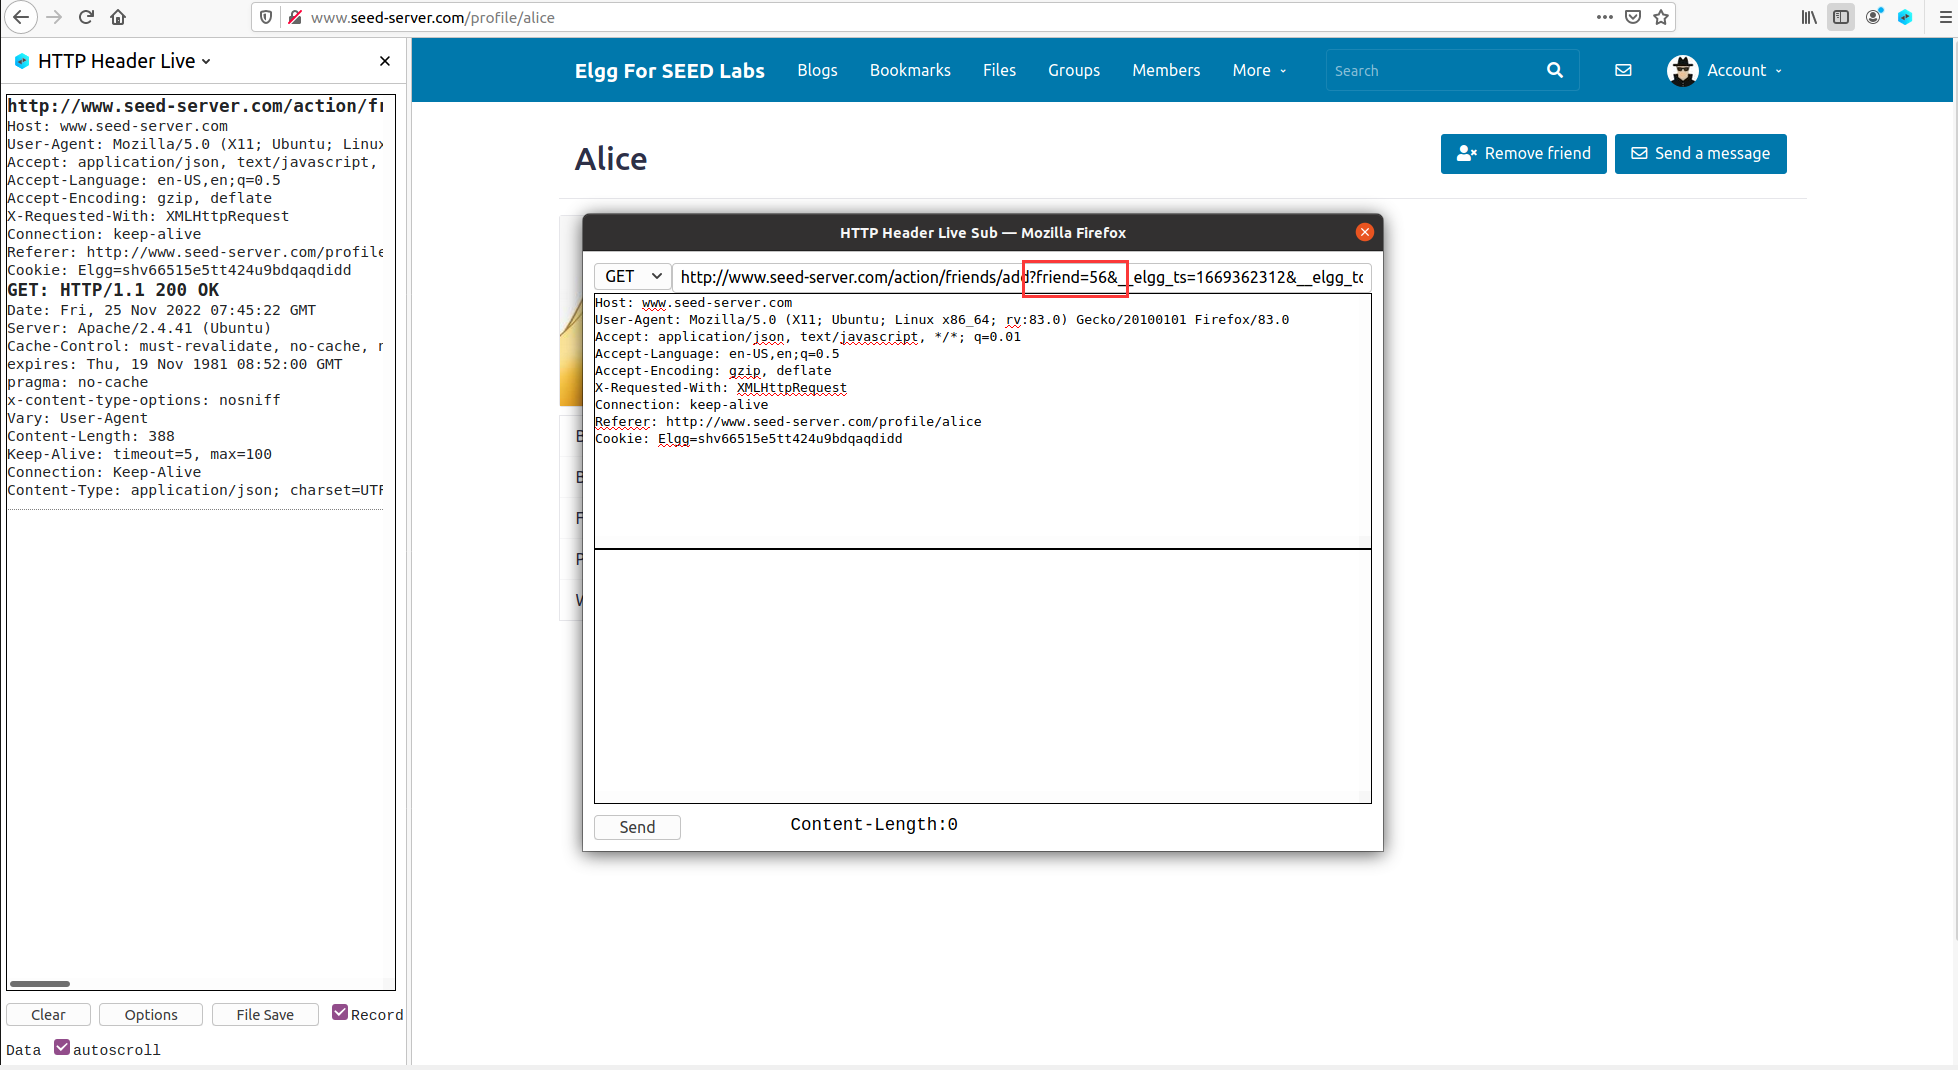 www.seed-server.com/profile/alice
HTTP Header Live
http://www.seed-server.com/action/fr
Host: www.seed-server.com
User-Agent: Mozilla/5.0 (X11; Ubuntu; Linux
Accept: application/json, text/javascript,
Accept-Language: en-US,en;q=0.5
Accept-Encoding: gzip, deflate
X-Requested-With: XMLHttpRequest
Connection: keep-alive
Referer: http://www.seed-server.com/profile
Cookie: Elgg=shv66515e5tt424u9bdqaqdidd
GET: HTTP/1.1 200 OK
Date: Fri, 25 Nov 2022 07:45:22 GMT
Server: Apache/2.4.41 (Ubuntu)
Cache-Control: must-revalidate, no-cache, n
expires: Thu, 19 Nov 1981 08:52:00 GMT
pragma: no-cache
x-content-type-options: nosniff
Vary: User-Agent
Content-Length: 388
Keep-Alive: timeout=5, max=100
Connection: Keep-Alive
Content-Type: application/json; charset=UTF
Clear Options File Save Record
Data autoscroll
Elgg For SEED Labs Blogs Bookmarks Files Groups Members More Search Account
Alice
Remove friend Send a message
B
B
F
P
W
HTTP Header Live Sub — Mozilla Firefox
GET http://www.seed-server.com/action/friends/add?friend=56&__elgg_ts=1669362312&__elgg_to
Host: www.seed-server.com
User-Agent: Mozilla/5.0 (X11; Ubuntu; Linux x86_64; rv:83.0) Gecko/20100101 Firefox/83.0
Accept: application/json, text/javascript, */*; q=0.01
Accept-Language: en-US,en;q=0.5
Accept-Encoding: gzip, deflate
X-Requested-With: XMLHttpRequest
Connection: keep-alive
Referer: http://www.seed-server.com/profile/alice
Cookie: Elgg=shv66515e5tt424u9bdqaqdidd
Send Content-Length:0